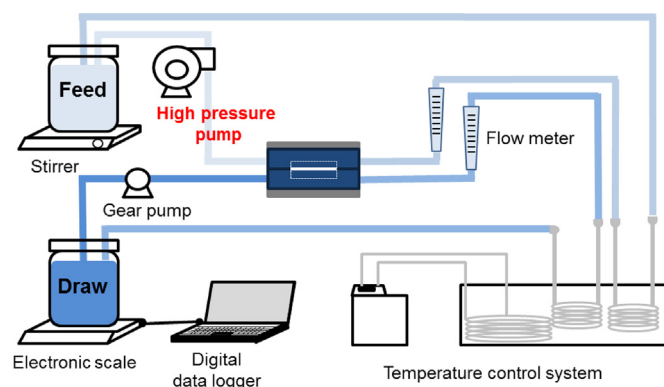 Feed
High pressure
pump
Flow meter
Stirrer
Gear pump
Draw
Electronic scale
Digital
data logger
Temperature control system